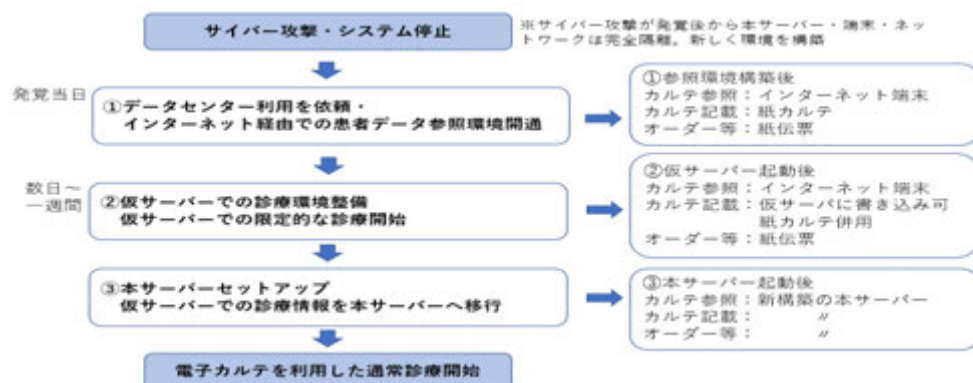 サイバー攻撃・システム停止
※サイバー攻撃が発覚後から本サーバー・端末・ネッ
トワークは完全隔離。新しく環境を構築
発覚当日
①データセンター利用を依頼・
インターネット経由での患者データ参照環境開通
①参照環境構築後
カルテ参照：インターネット端末
カルテ記載：紙カルテ
オーダー等：紙伝票
数日～
一週間
②仮サーバーでの診療環境整備
仮サーバーでの限定的な診療開始
②仮サーバー起動後
カルテ参照：インターネット端末
カルテ記載：仮サーバに書き込み可
紙カルテ併用
オーダー等：紙伝票
③本サーバーセットアップ
仮サーバーでの診療情報を本サーバーへ移行
③本サーバー起動後
カルテ参照：新構築の本サーバー
カルテ記載：　　　〃
オーダー等：　　　〃
電子カルテを利用した通常診療開始